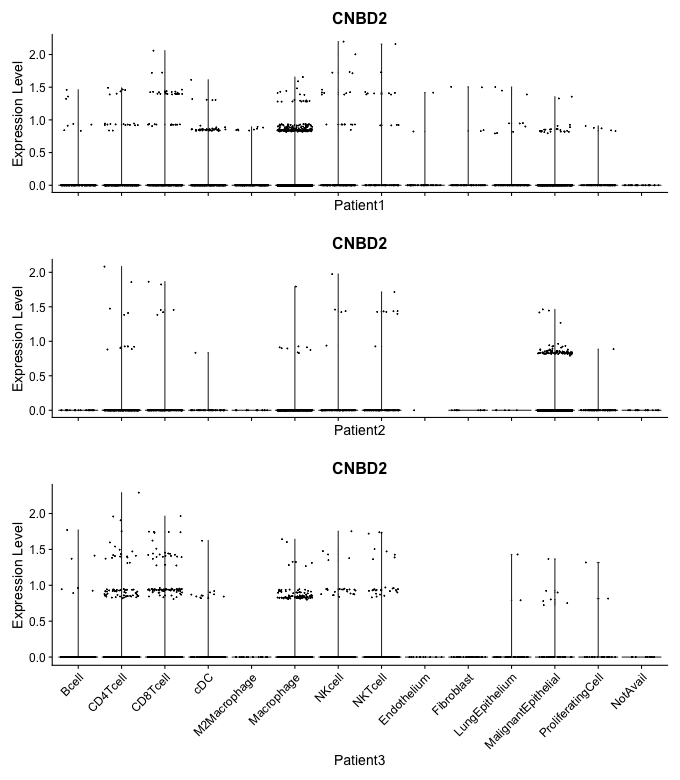 CNBD2
Expression Level
2.0
1.5
1.0
0.5
0.0
Patient1
CNBD2
Expression Level
2.0
1.5
1.0
0.5
0.0
Patient2
CNBD2
Expression Level
2.0
1.5
1.0
0.5
0.0
Bcell
CD4Tcell
CD8Tcell
cDC
M2Macrophage
Macrophage
NKcell
NKTcell
Endothelium
Fibroblast
LungEpithelium
MalignantEpithelial
ProliferatingCell
NotAvail
Patient3